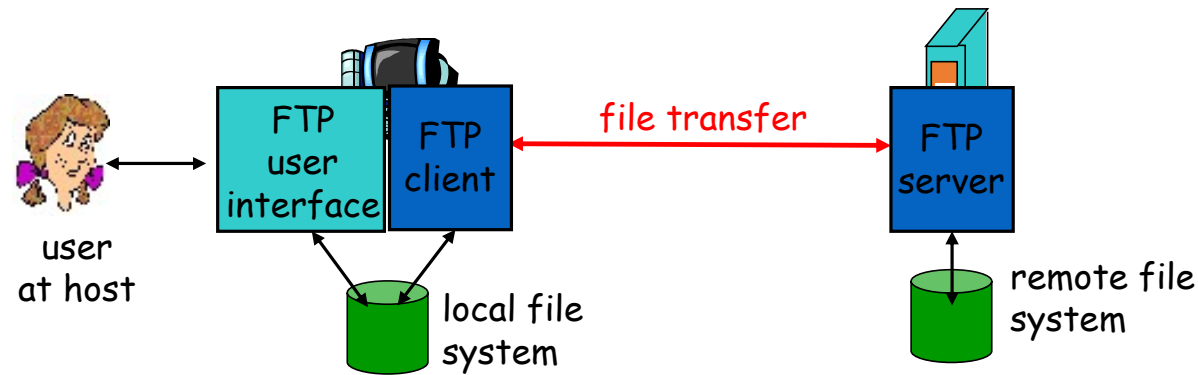 FTP
user
interface
FTP
client
file transfer
FTP
server
user
at host
local file
system
remote file
system